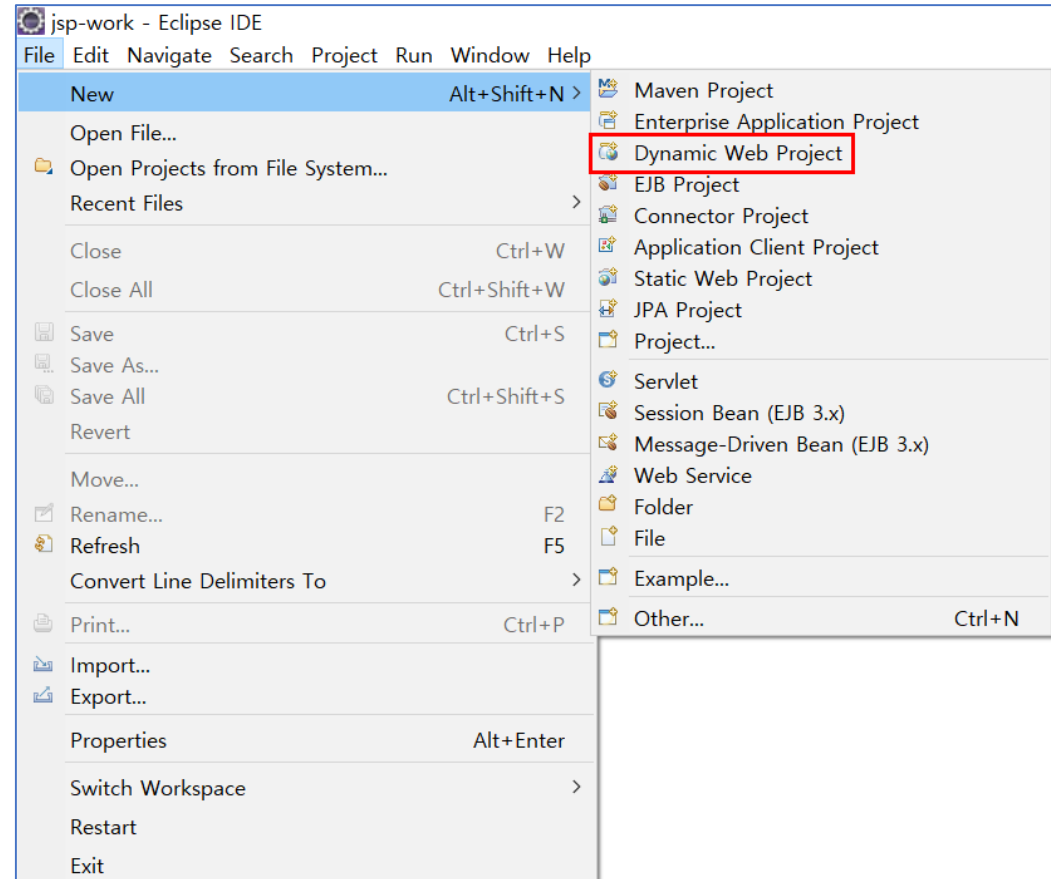 jsp-work - Eclipse IDE
File Edit Navigate Search Project Run Window Help
New Alt+Shift+N >
Open File...
Open Projects from File System...
Recent Files >
Close Ctrl+W
Close All Ctrl+Shift+W
Save Ctrl+S
Save As...
Save All Ctrl+Shift+S
Revert
Move...
Rename... F2
Refresh F5
Convert Line Delimiters To >
Print... Ctrl+P
Import...
Export...
Properties Alt+Enter
Switch Workspace >
Restart
Exit
Maven Project
Enterprise Application Project
Dynamic Web Project
EJB Project
Connector Project
Application Client Project
Static Web Project
JPA Project
Project...
Servlet
Session Bean (EJB 3.x)
Message-Driven Bean (EJB 3.x)
Web Service
Folder
File
Example...
Other... Ctrl+N